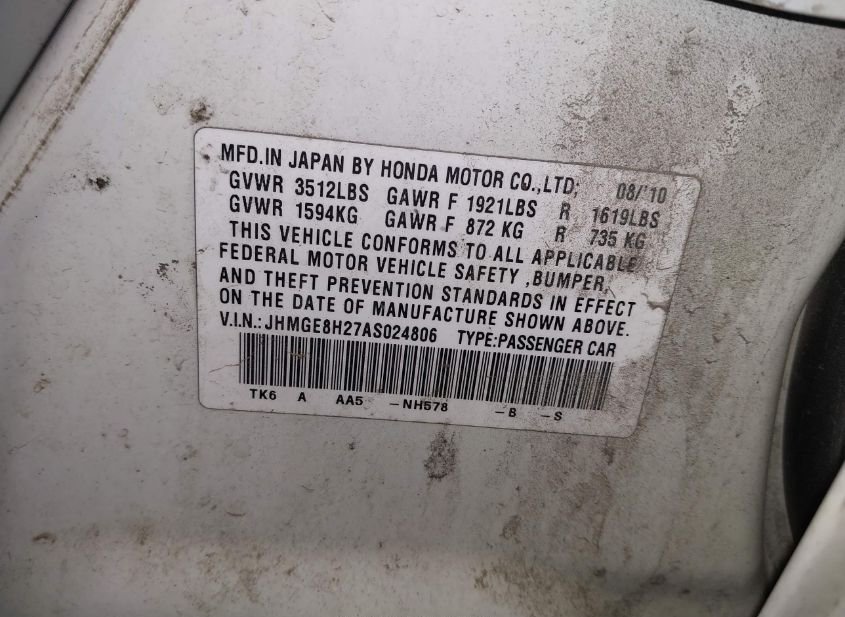 MFD.IN JAPAN BY HONDA MOTOR CO.,LTD; 08/'10
GVWR 3512LBS GAWR F 1921LBS R 1619LBS
GVWR 1594KG GAWR F 872 KG R 735 KG
THIS VEHICLE CONFORMS TO ALL APPLICABLE
FEDERAL MOTOR VEHICLE SAFETY ,BUMPER,
AND THEFT PREVENTION STANDARDS IN EFFECT
ON THE DATE OF MANUFACTURE SHOWN ABOVE.
V.I.N.: JHMGE8H27AS024806 TYPE:PASSENGER CAR
TK6 A AA5 -NH578 -B -S